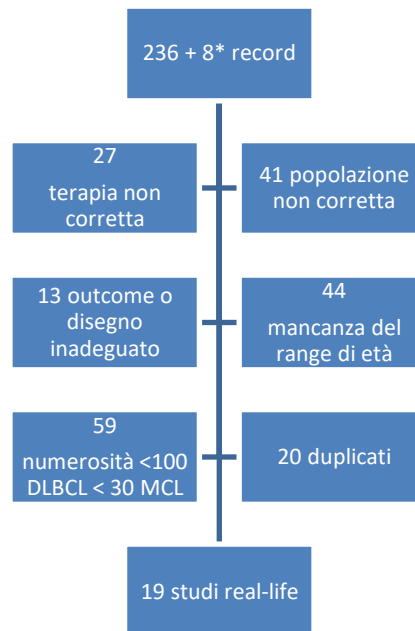 236 + 8* record
27
terapia non
corretta
41 popolazione
non corretta
13 outcome o
disegno
inadeguato
44
mancanza del
range di età
59
numerosità <100
DLBCL < 30 MCL
20 duplicati
19 studi real-life